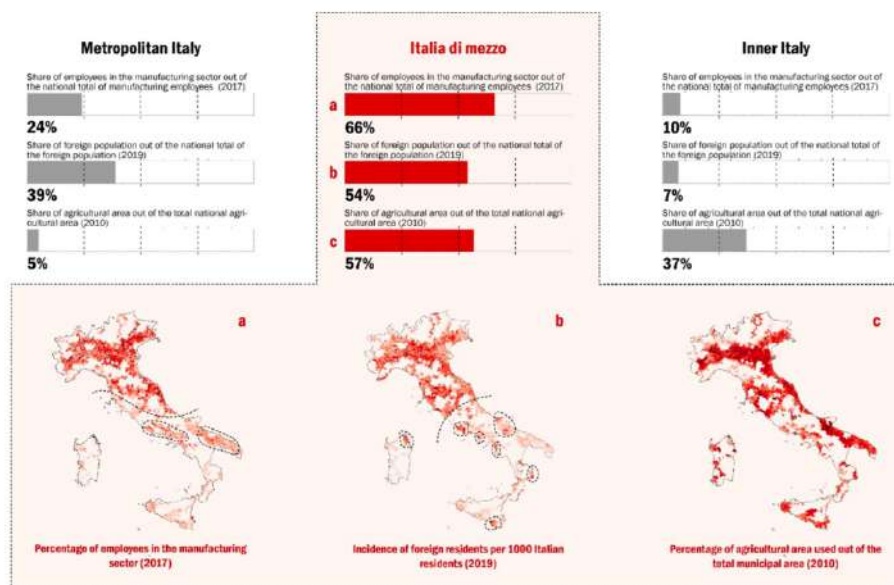 Metropolitan Italy
Share of employees in the manufacturing sector out of
the national total of manufacturing employees (2017)
24%
Share of foreign population out of the national total of
the foreign population (2019)
39%
Share of agricultural area out of the total national agri-
cultural area (2010)
5%
Italia di mezzo
Share of employees in the manufacturing sector out of
the national total of manufacturing employees (2017)
a
66%
Share of foreign population out of the national total of
the foreign population (2019)
b
54%
Share of agricultural area out of the total national agri-
cultural area (2010)
c
57%
Inner Italy
Share of employees in the manufacturing sector out of
the national total of manufacturing employees (2017)
10%
Share of foreign population out of the national total of
the foreign population (2019)
7%
Share of agricultural area out of the total national agri-
cultural area (2010)
37%
a
Percentage of employees in the manufacturing
sector (2017)
b
Incidence of foreign residents per 1000 Italian
residents (2019)
c
Percentage of agricultural area used out of the
total municipal area (2010)